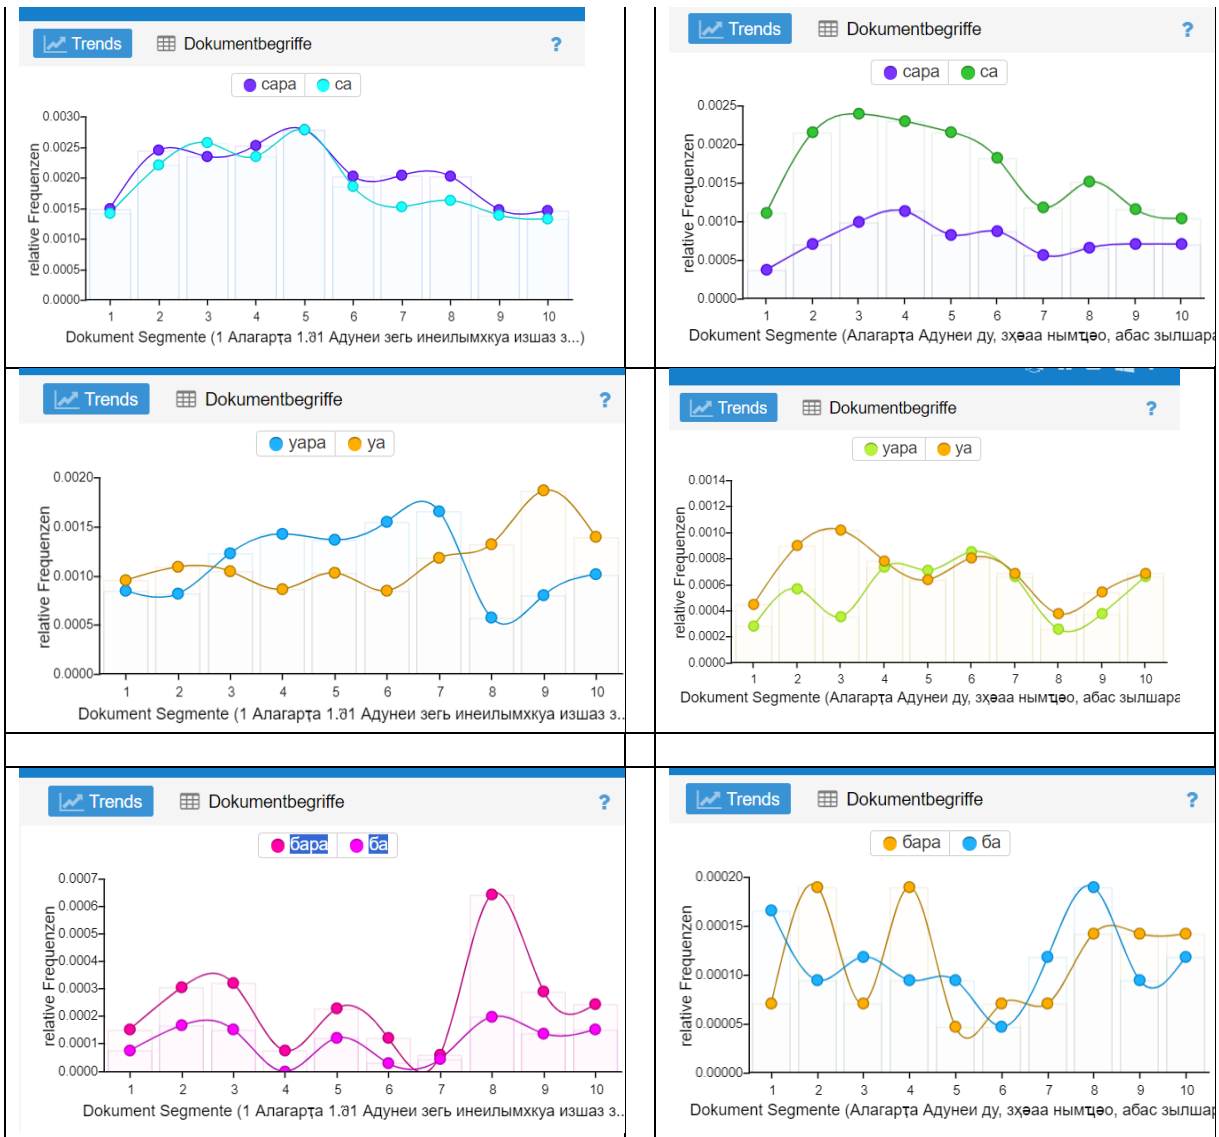 Trends Dokumentbegriffe ?
сара са
relative Frequenzen
0.0030
0.0025
0.0020
0.0015
0.0010
0.0005
0.0000
1 2 3 4 5 6 7 8 9 10
Dokument Segmente (1 Алагарҭа 1.შ1 Адунеи зегь инеилымхкуа изшаз з...)
Trends Dokumentbegriffe ?
сара са
relative Frequenzen
0.0025
0.0020
0.0015
0.0010
0.0005
0.0000
1 2 3 4 5 6 7 8 9 10
Dokument Segmente (Алагарҭа Адунеи ду, зҳәаа нымҵәо, абас зылшара
Trends Dokumentbegriffe ?
уара уа
relative Frequenzen
0.0020
0.0015
0.0010
0.0005
0.0000
1 2 3 4 5 6 7 8 9 10
Dokument Segmente (1 Алагарҭа 1.შ1 Адунеи зегь инеилымхкуа изшаз з..
Trends Dokumentbegriffe ?
уара уа
relative Frequenzen
0.0014
0.0012
0.0010
0.0008
0.0006
0.0004
0.0002
0.0000
1 2 3 4 5 6 7 8 9 10
Dokument Segmente (Алагарҭа Адунеи ду, зҳәаа нымҵәо, абас зылшара
Trends Dokumentbegriffe ?
бара ба
relative Frequenzen
0.0007
0.0006
0.0005
0.0004
0.0003
0.0002
0.0001
0.0000
1 2 3 4 5 6 7 8 9 10
Dokument Segmente (1 Алагарҭа 1.შ1 Адунеи зегь инеилымхкуа изшаз з..
Trends Dokumentbegriffe ?
бара ба
relative Frequenzen
0.00020
0.00015
0.00010
0.00005
0.00000
1 2 3 4 5 6 7 8 9 10
Dokument Segmente (Алагарҭа Адунеи ду, зҳәаа нымҵәо, абас зылшара